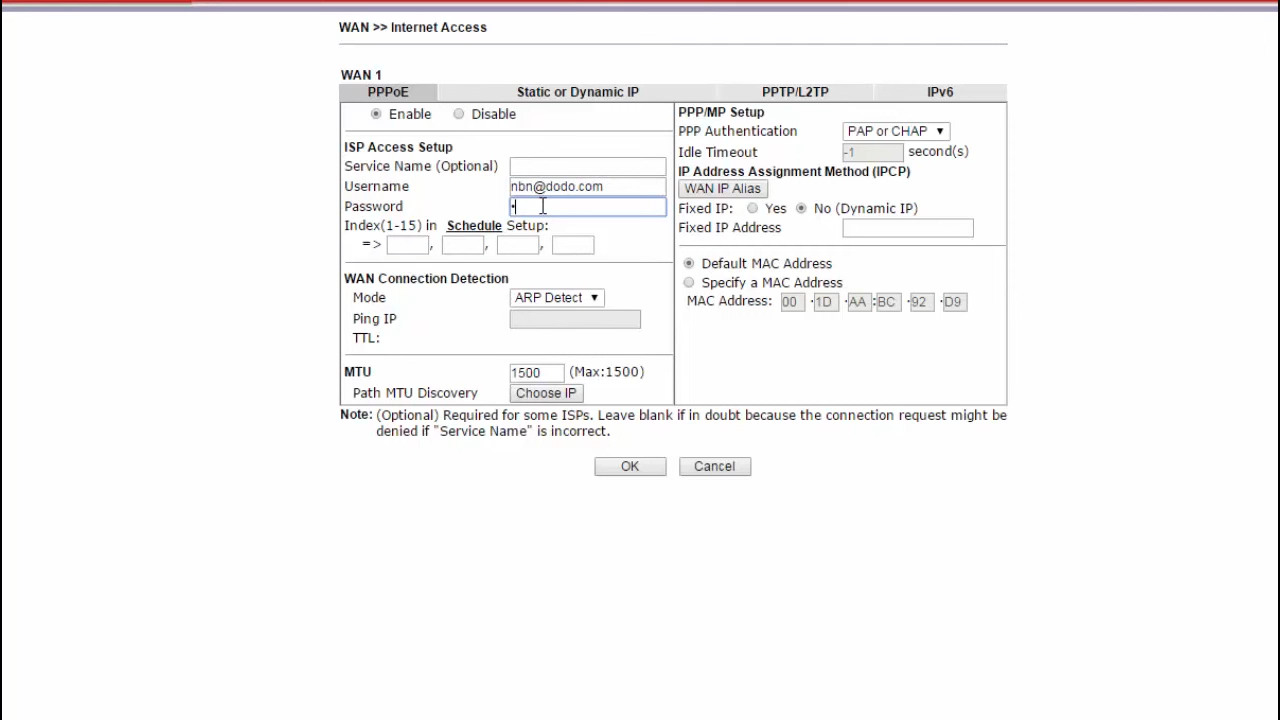 WAN >> Internet Access
WAN 1
PPPoE Static or Dynamic IP PPTP/L2TP IPv6
Enable Disable
ISP Access Setup
Service Name (Optional)
Username nbn@dodo.com
Password •
Index(1-15) in Schedule Setup:
=> , , ,
WAN Connection Detection
Mode ARP Detect ▼
Ping IP
TTL:
MTU 1500 (Max:1500)
Path MTU Discovery Choose IP
PPP/MP Setup
PPP Authentication PAP or CHAP ▼
Idle Timeout -1 second(s)
IP Address Assignment Method (IPCP)
WAN IP Alias
Fixed IP: Yes No (Dynamic IP)
Fixed IP Address
Default MAC Address
Specify a MAC Address
MAC Address: 00 ·1D ·AA :BC ·92 ·D9
Note: (Optional) Required for some ISPs. Leave blank if in doubt because the connection request might be
denied if "Service Name" is incorrect.
OK Cancel